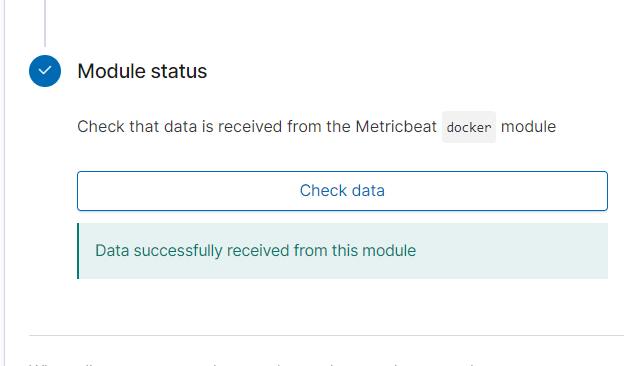 Module status
Check that data is received from the Metricbeat docker module
Check data
Data successfully received from this module